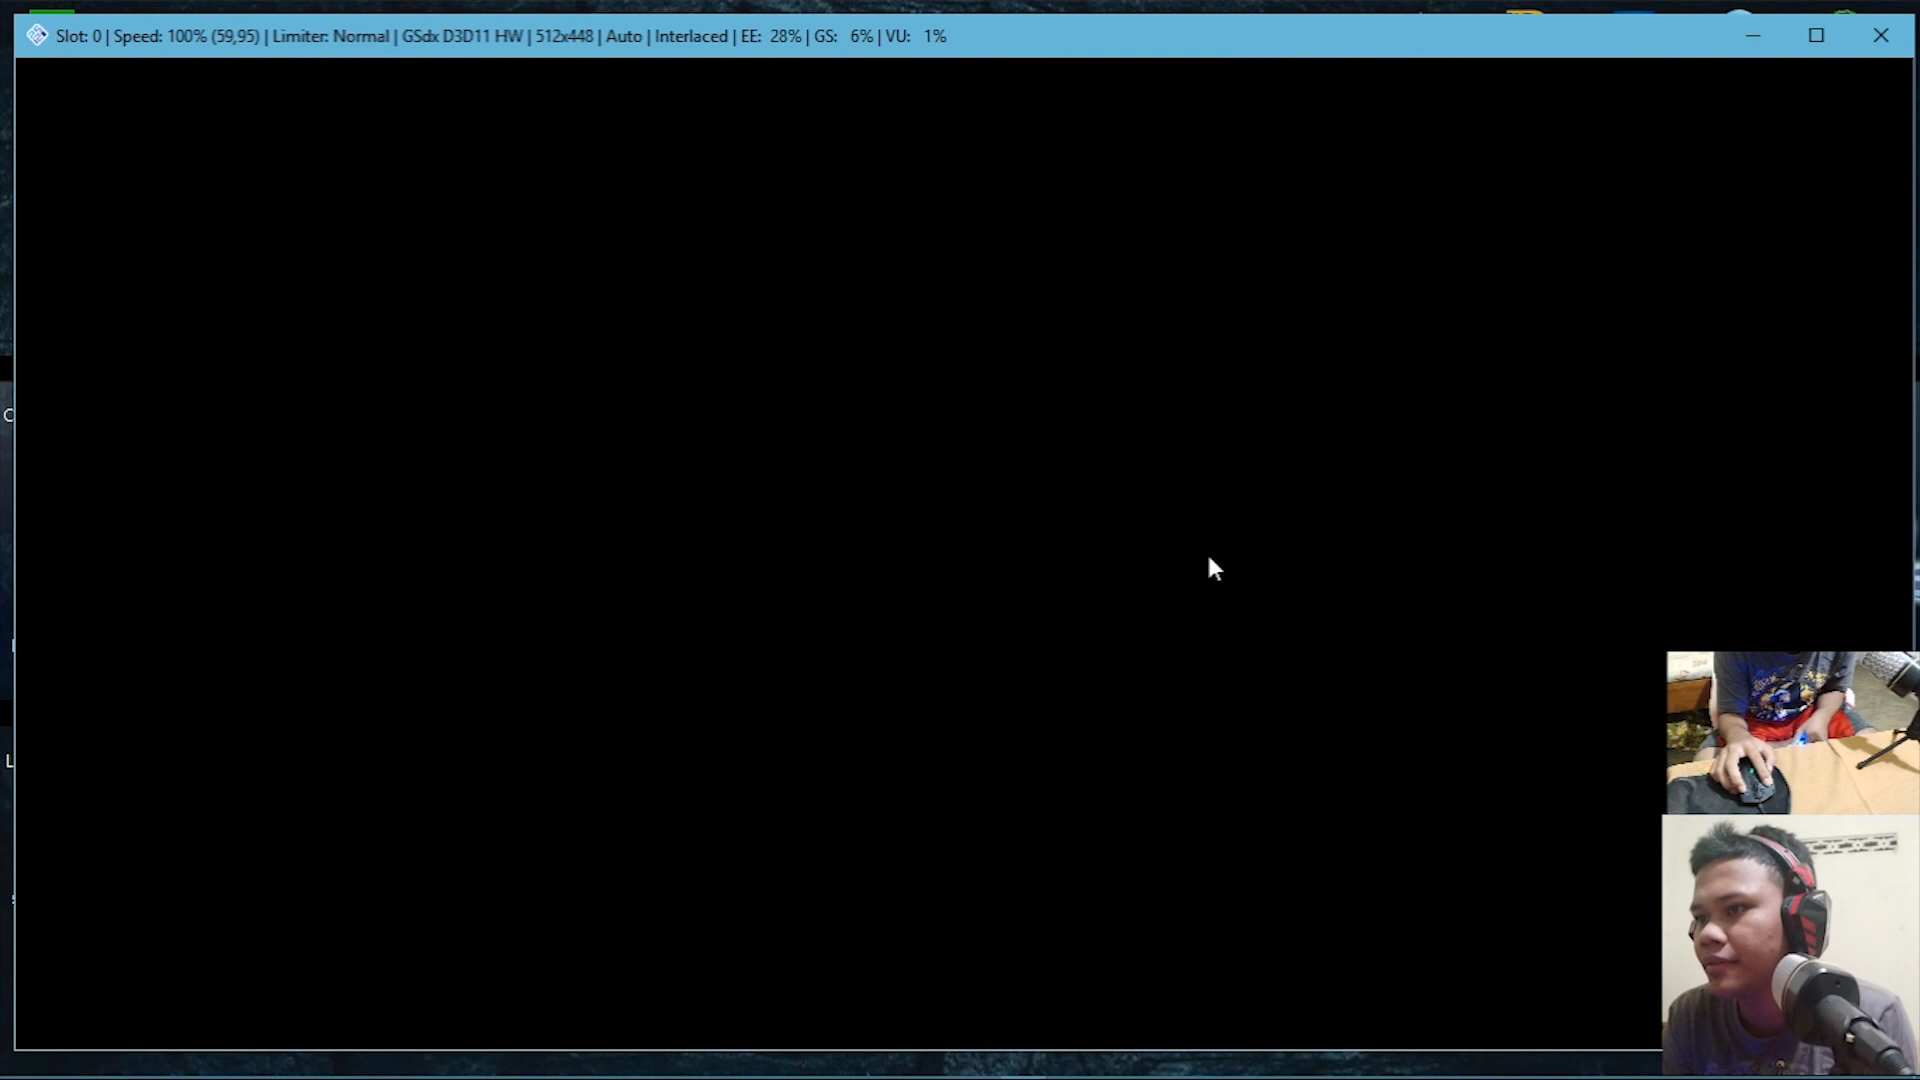 Slot: 0 | Speed: 100% (59,95) | Limiter: Normal | GSdx D3D11 HW | 512x448 | Auto | Interlaced | EE: 28% | GS: 6% | VU: 1%
C
L